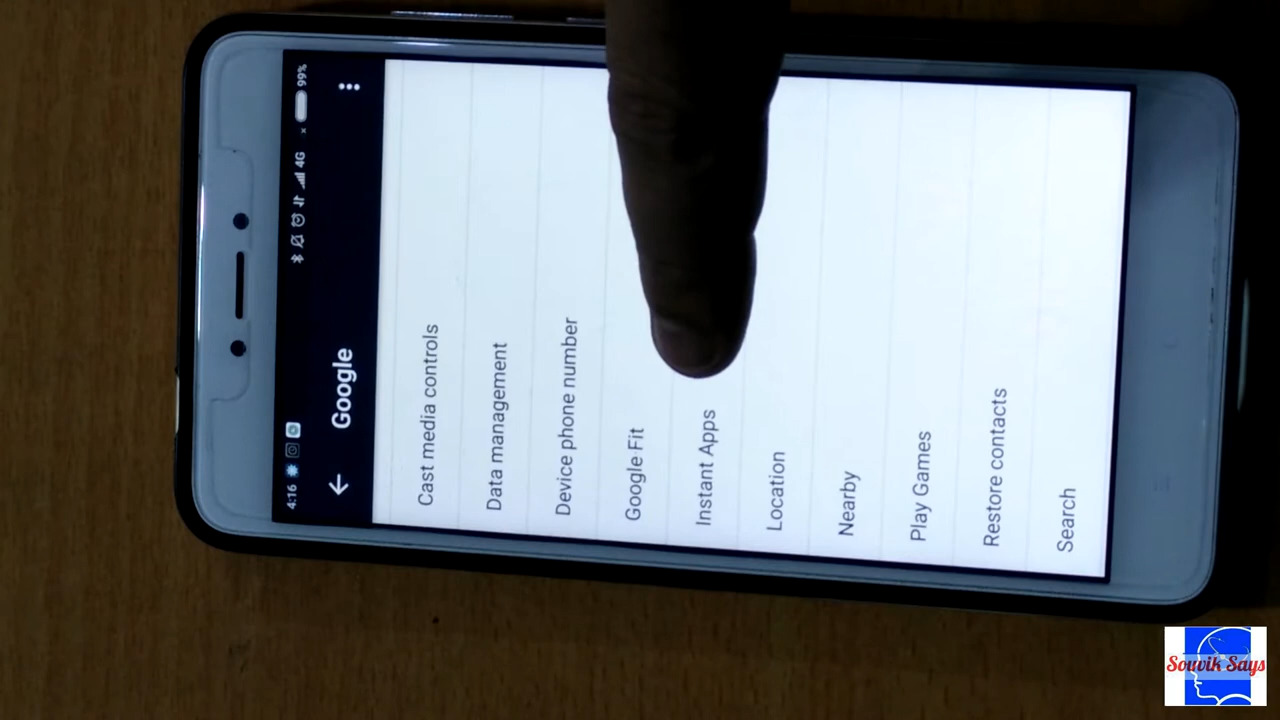 4:16 4G 99%
Google
Cast media controls
Data management
Device phone number
Google Fit
Instant Apps
Location
Nearby
Play Games
Restore contacts
Search
Souvik Says